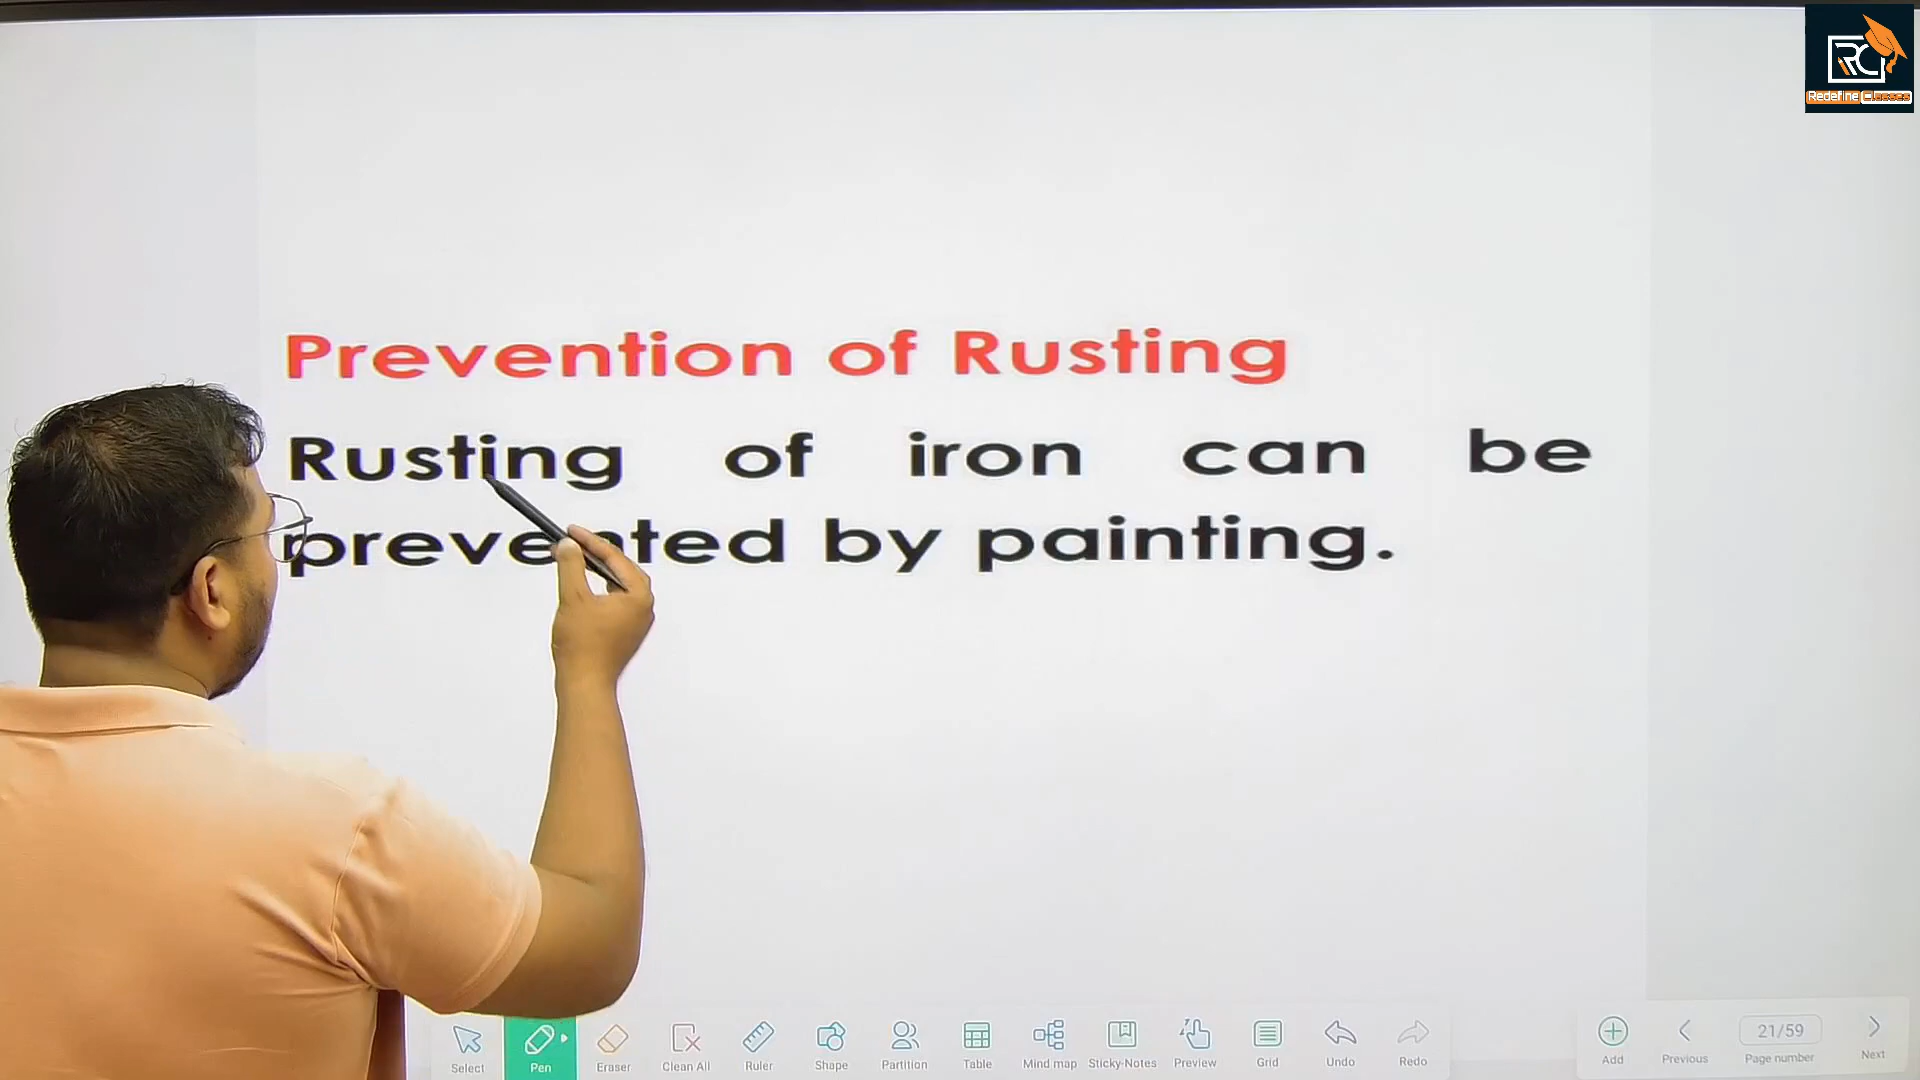 Redefine Classes
Prevention of Rusting
Rusting of iron can be
prevented by painting.
Select
Pen
Eraser
Clean All
Ruler
Shape
Partition
Table
Mind map
Sticky-Notes
Preview
Grid
Undo
Redo
Add
Previous
21/59
Page number
Next